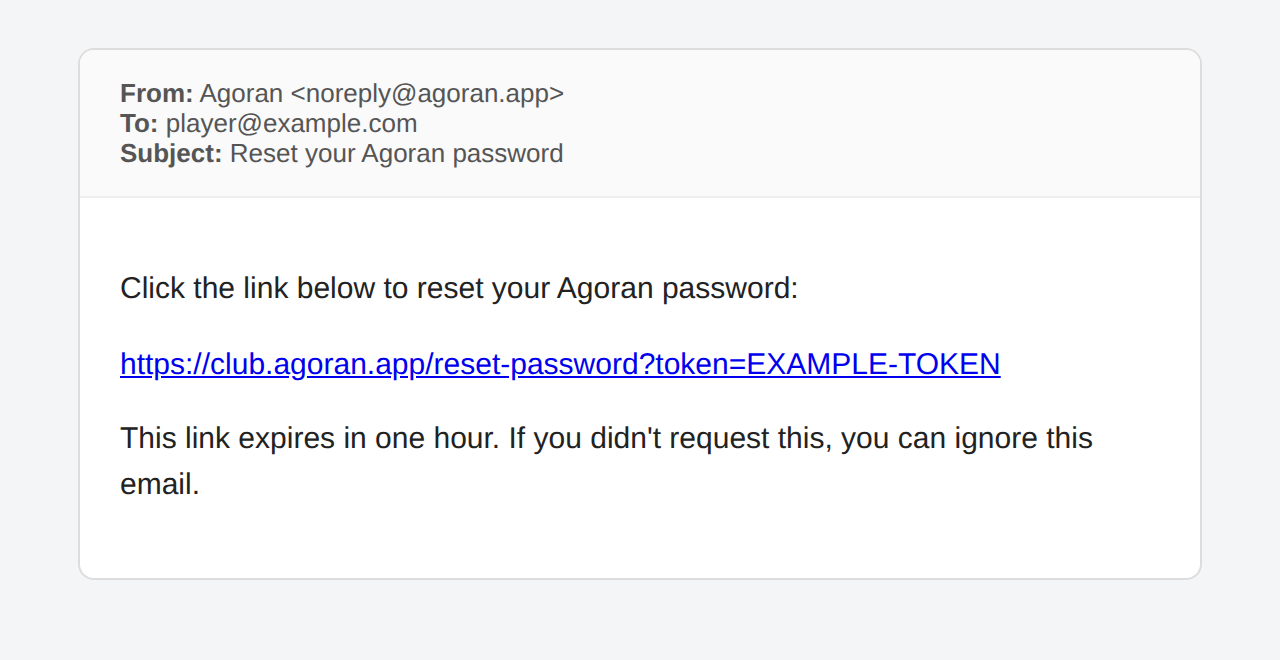 From: Agoran <noreply@agoran.app>
To: player@example.com
Subject: Reset your Agoran password
Click the link below to reset your Agoran password:
https://club.agoran.app/reset-password?token=EXAMPLE-TOKEN
This link expires in one hour. If you didn't request this, you can ignore this
email.